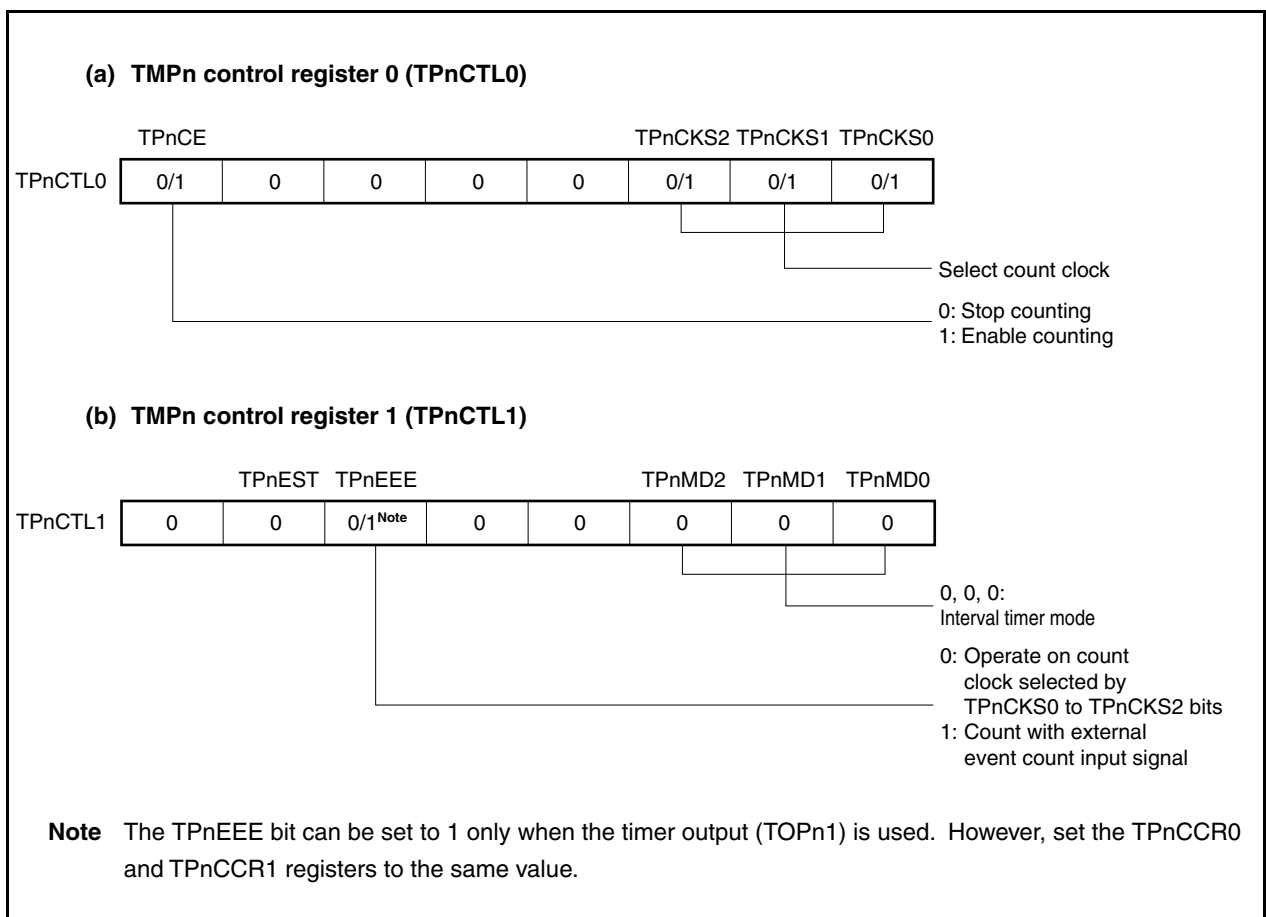 (a) TMPn control register 0 (TPnCTL0)
TPnCE TPnCKS2 TPnCKS1 TPnCKS0
TPnCTL0 0/1 0 0 0 0 0/1 0/1 0/1
Select count clock
0: Stop counting
1: Enable counting
(b) TMPn control register 1 (TPnCTL1)
TPnEST TPnEEE TPnMD2 TPnMD1 TPnMD0
TPnCTL1 0 0 0/1Note 0 0 0 0 0
0, 0, 0:
Interval timer mode
0: Operate on count
clock selected by
TPnCKS0 to TPnCKS2 bits
1: Count with external
event count input signal
Note The TPnEEE bit can be set to 1 only when the timer output (TOPn1) is used. However, set the TPnCCR0
and TPnCCR1 registers to the same value.